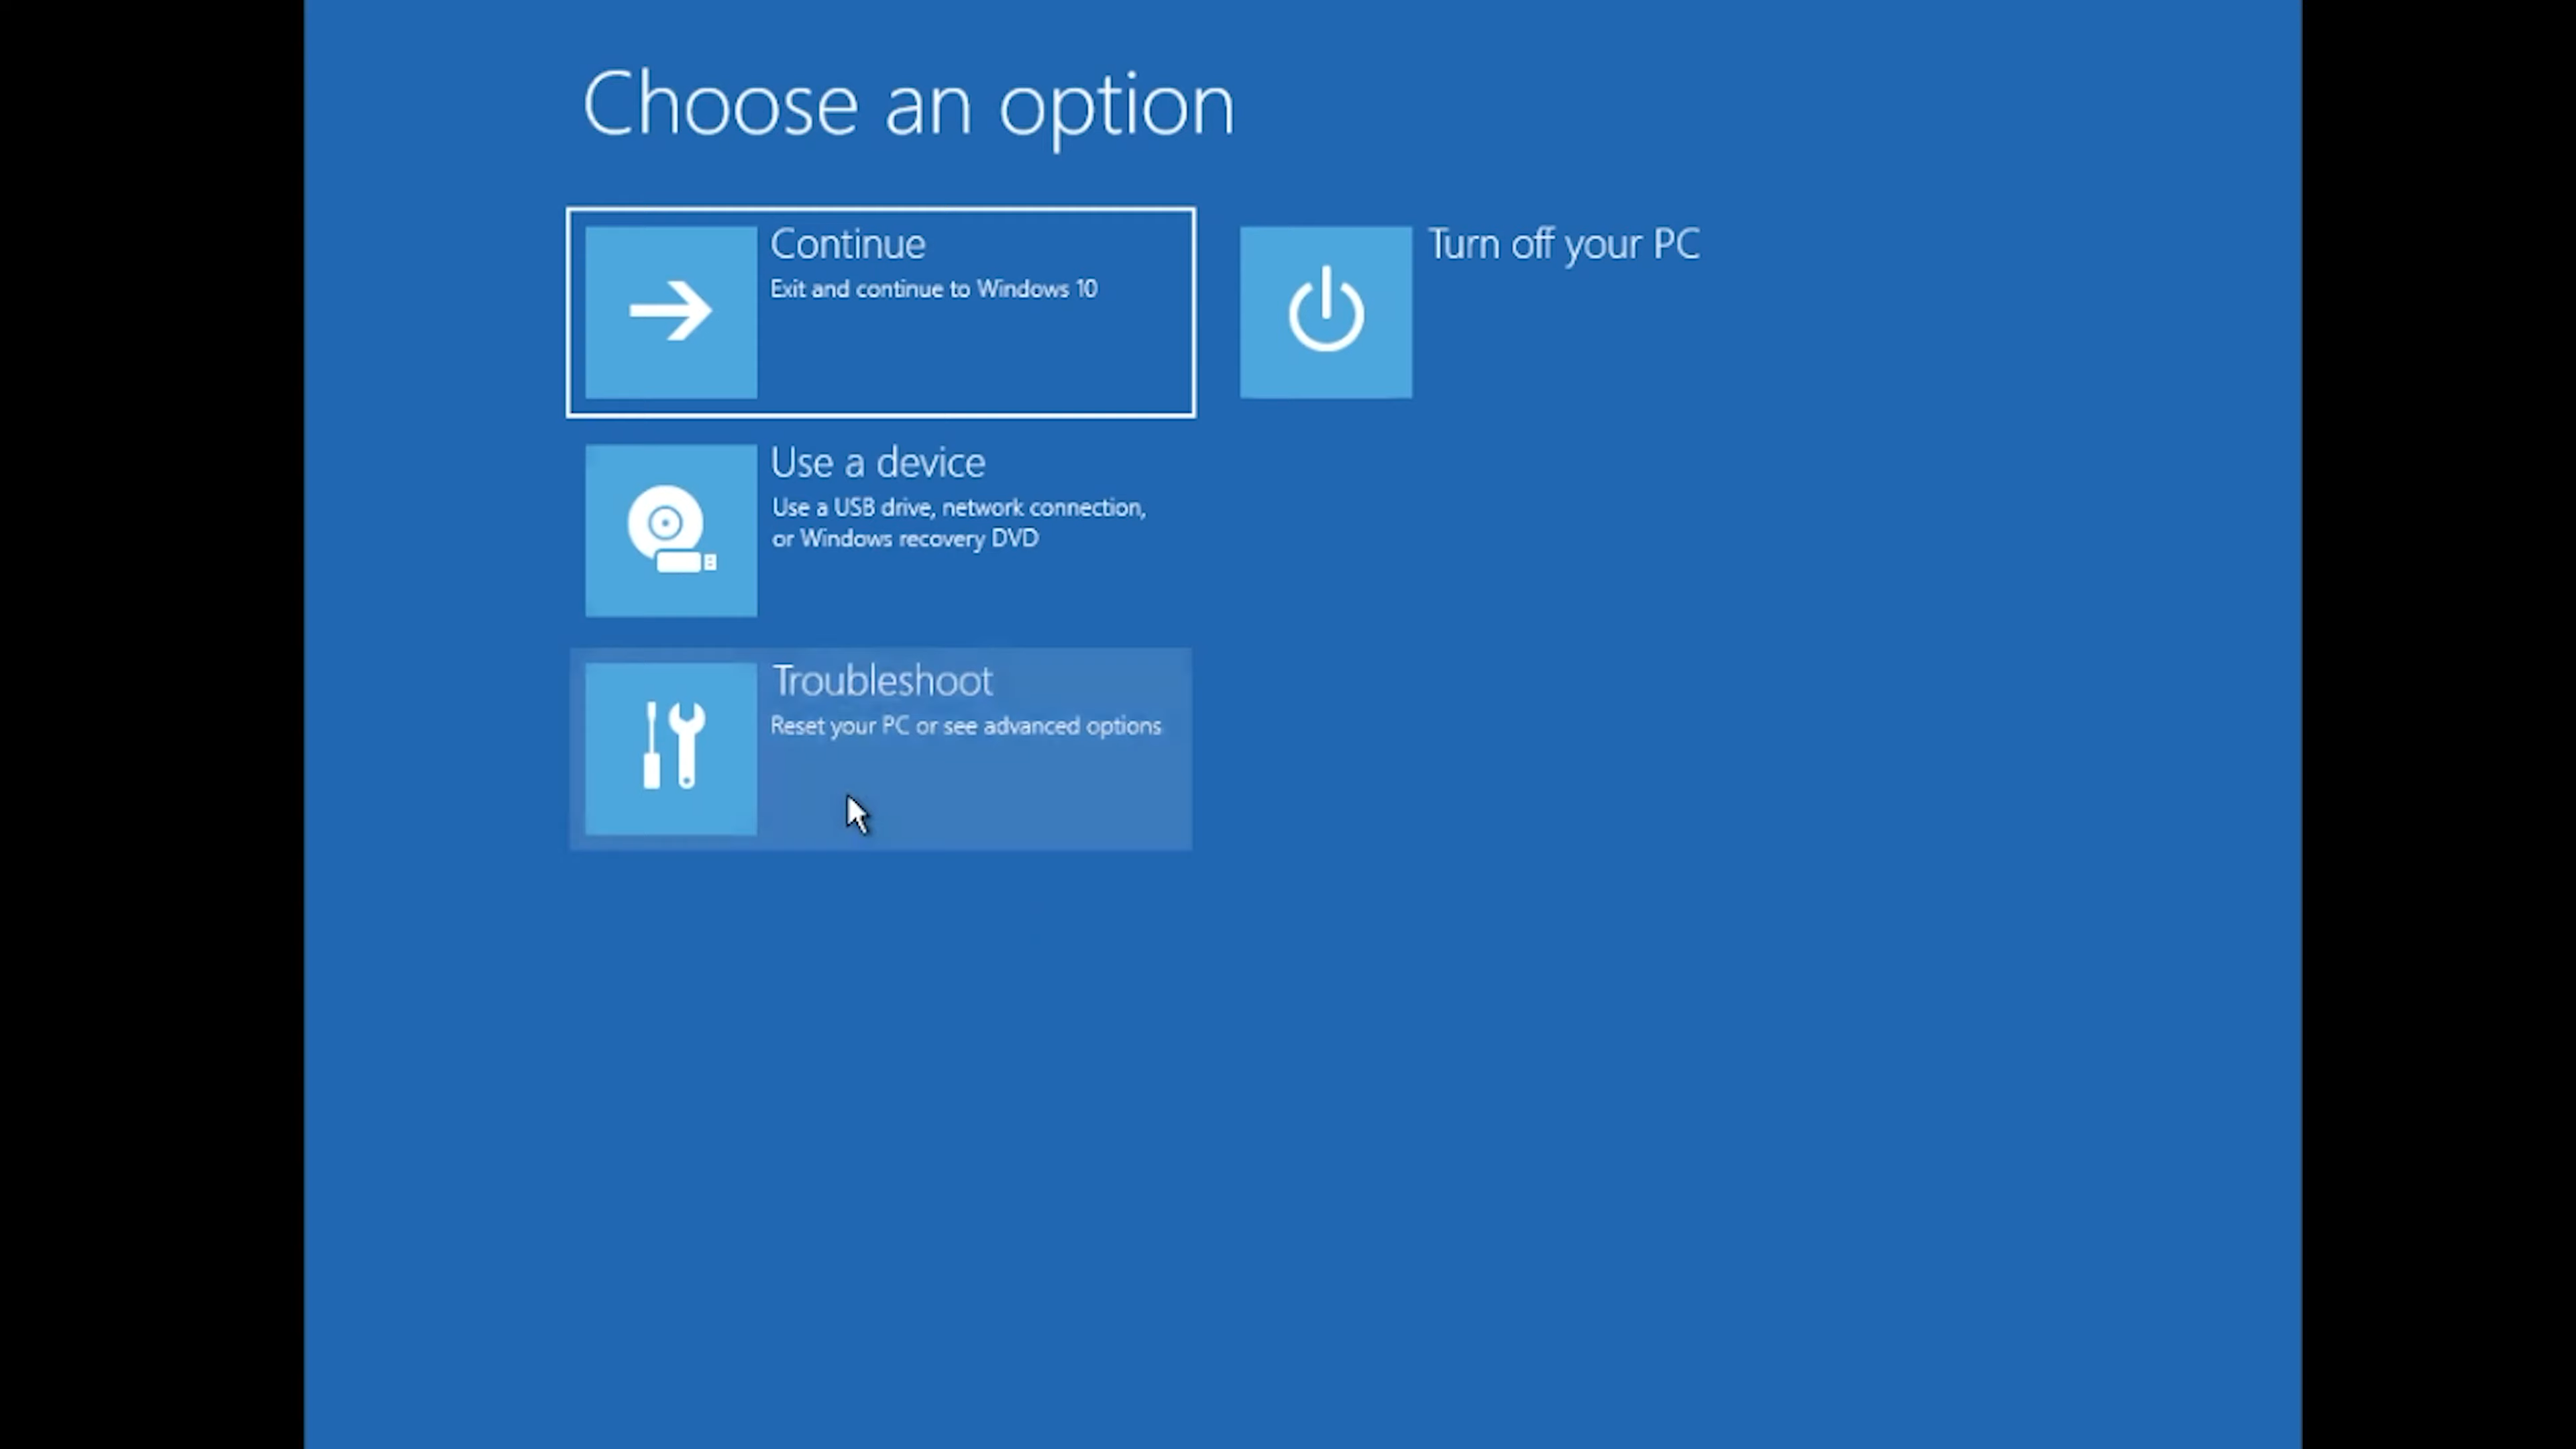 Choose an option
Continue
Exit and continue to Windows 10
Turn off your PC
Use a device
Use a USB drive, network connection,
or Windows recovery DVD
Troubleshoot
Reset your PC or see advanced options